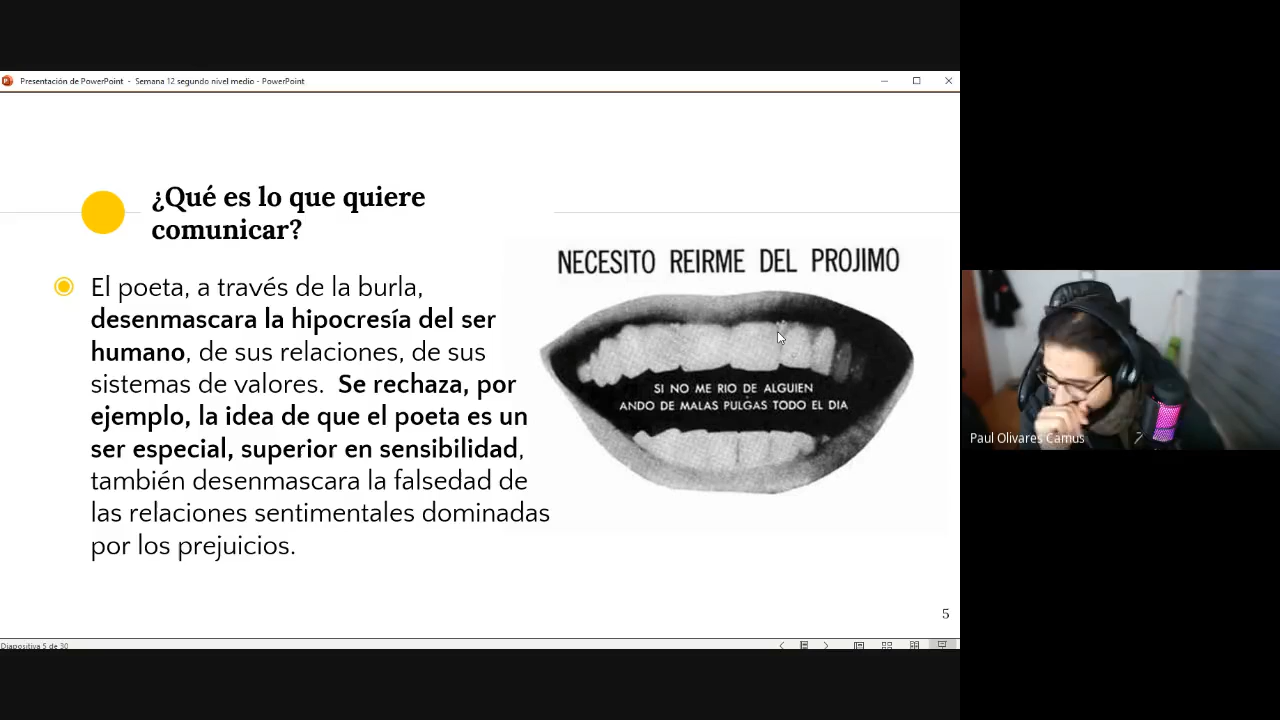 Presentación de PowerPoint - Semana 12 segundo nivel medio - PowerPoint
¿Qué es lo que quiere
comunicar?
El poeta, a través de la burla,
desenmascara la hipocresía del ser
humano, de sus relaciones, de sus
sistemas de valores. Se rechaza, por
ejemplo, la idea de que el poeta es un
ser especial, superior en sensibilidad,
también desenmascara la falsedad de
las relaciones sentimentales dominadas
por los prejuicios.
NECESITO REIRME DEL PROJIMO
SI NO ME RIO DE ALGUIEN
ANDO DE MALAS PULGAS TODO EL DIA
5
Diapositiva 5 de 30
Paul Olivares Camus